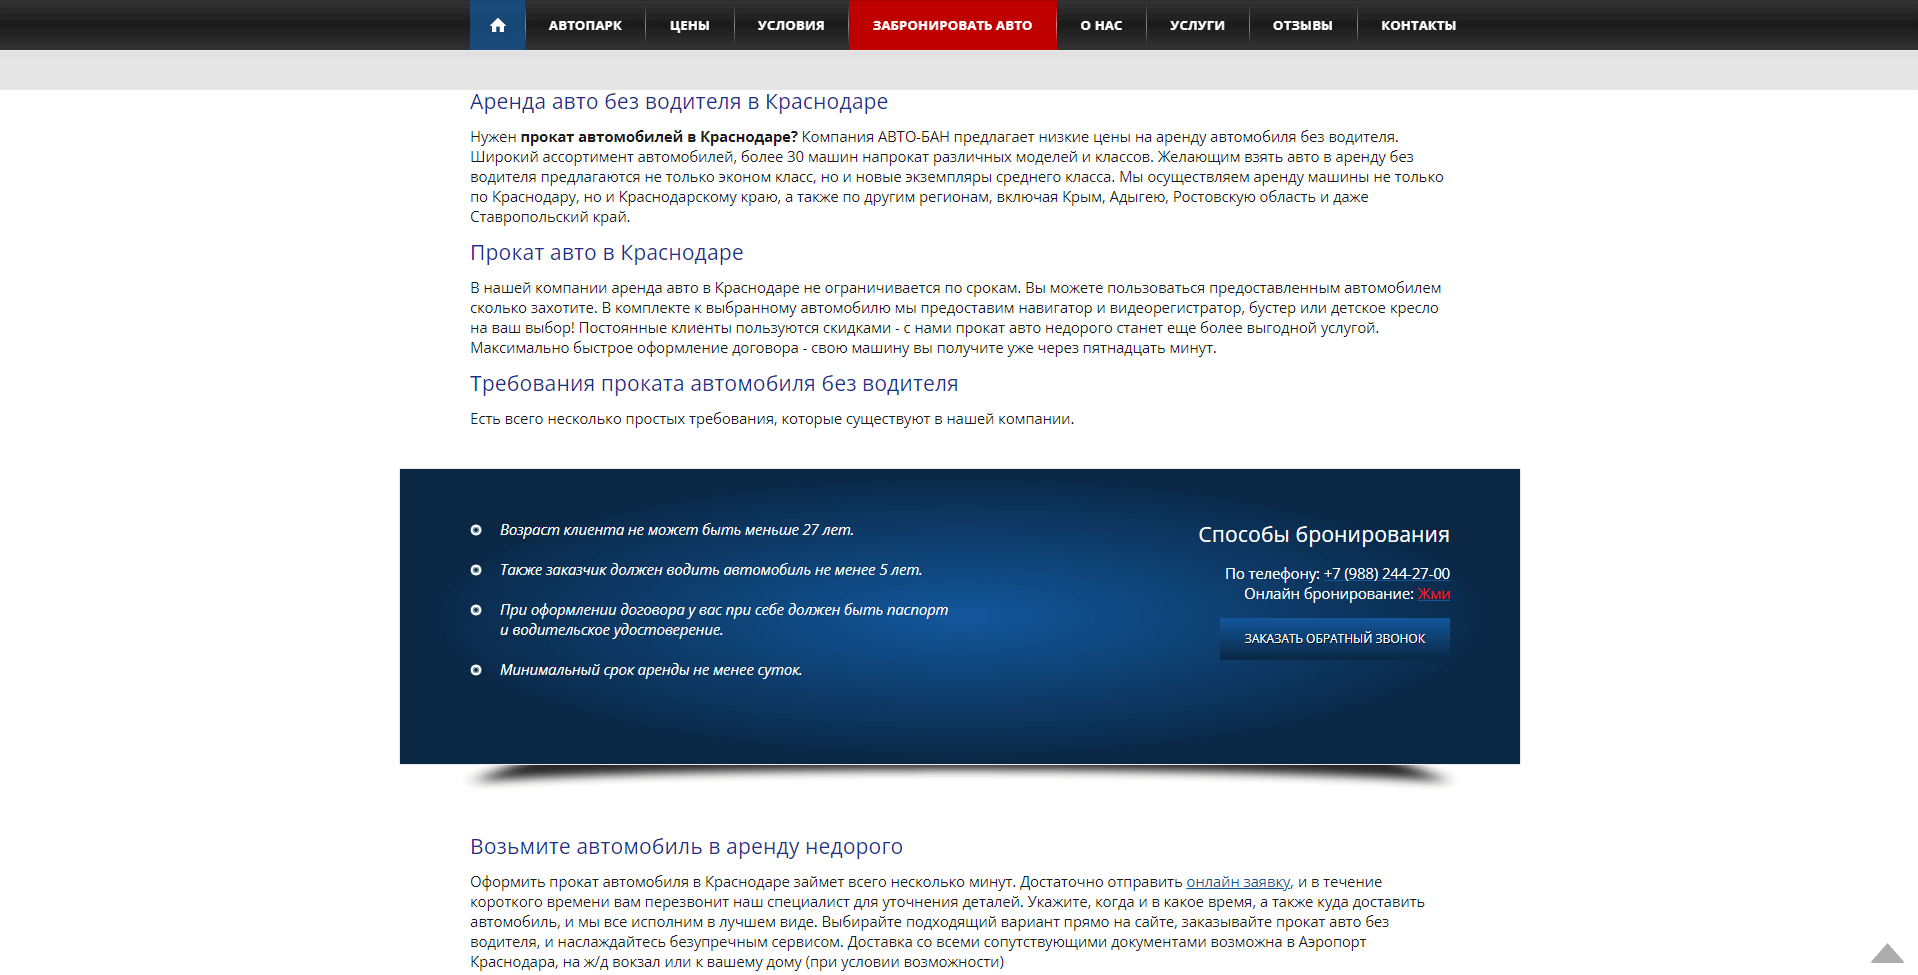 АВТОПАРК ЦЕНЫ УСЛОВИЯ ЗАБРОНИРОВАТЬ АВТО О НАС УСЛУГИ ОТЗЫВЫ КОНТАКТЫ
Аренда авто без водителя в Краснодаре
Нужен прокат автомобилей в Краснодаре? Компания АВТО-БАН предлагает низкие цены на аренду автомобиля без водителя.
Широкий ассортимент автомобилей, более 30 машин напрокат различных моделей и классов. Желающим взять авто в аренду без
водителя предлагаются не только эконом класс, но и новые экземпляры среднего класса. Мы осуществляем аренду машины не только
по Краснодару, но и Краснодарскому краю, а также по другим регионам, включая Крым, Адыгею, Ростовскую область и даже
Ставропольский край.
Прокат авто в Краснодаре
В нашей компании аренда авто в Краснодаре не ограничивается по срокам. Вы можете пользоваться предоставленным автомобилем
сколько захотите. В комплекте к выбранному автомобилю мы предоставим навигатор и видеорегистратор, бустер или детское кресло
на ваш выбор! Постоянные клиенты пользуются скидками - с нами прокат авто недорого станет еще более выгодной услугой.
Максимально быстрое оформление договора - свою машину вы получите уже через пятнадцать минут.
Требования проката автомобиля без водителя
Есть всего несколько простых требования, которые существуют в нашей компании.
Возраст клиента не может быть меньше 27 лет.
Также заказчик должен водить автомобиль не менее 5 лет.
При оформлении договора у вас при себе должен быть паспорт
и водительское удостоверение.
Минимальный срок аренды не менее суток.
Способы бронирования
По телефону: +7 (988) 244-27-00
Онлайн бронирование: Жми
ЗАКАЗАТЬ ОБРАТНЫЙ ЗВОНОК
Возьмите автомобиль в аренду недорого
Оформить прокат автомобиля в Краснодаре займет всего несколько минут. Достаточно отправить онлайн заявку, и в течение
короткого времени вам перезвонит наш специалист для уточнения деталей. Укажите, когда и в какое время, а также куда доставить
автомобиль, и мы все исполним в лучшем виде. Выбирайте подходящий вариант прямо на сайте, заказывайте прокат авто без
водителя, и наслаждайтесь безупречным сервисом. Доставка со всеми сопутствующими документами возможна в Аэропорт
Краснодара, на ж/д вокзал или к вашему дому (при условии возможности)